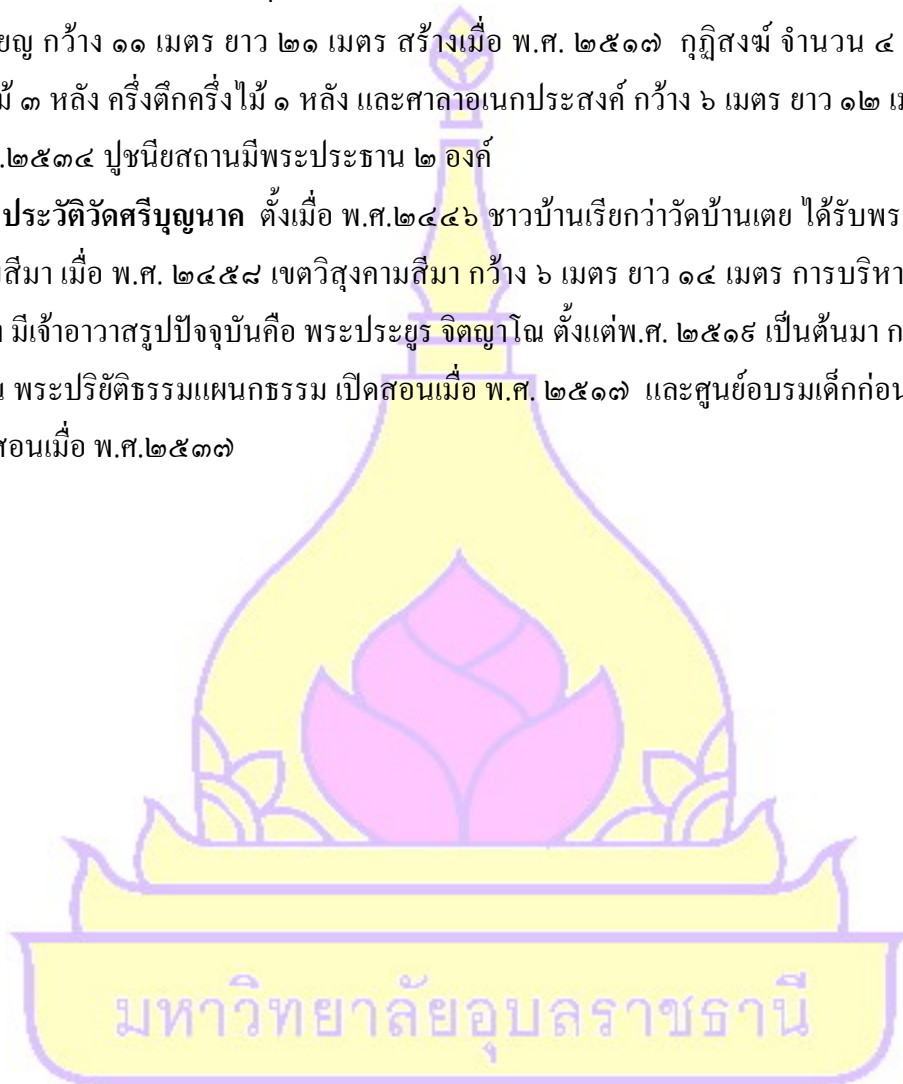 ยญ กว้าง ๑๑ เมตร ยาว ๒๑ เมตร สร้างเมื่อ พ.ศ. ๒๕๑๗ กุฏิสงฆ์ จำนวน ๔
ม้ ๓ หลัง ครึ่งตึกครึ่งไม้ ๑ หลัง และศาลาอเนกประสงค์ กว้าง ๖ เมตร ยาว ๑๒ เม
.๒๕๓๔ ปูชนียสถานมีพระประธาน ๒ องค์
ประวัติวัดศรีบุญนาค ตั้งเมื่อ พ.ศ.๒๔๔๖ ชาวบ้านเรียกว่าวัดบ้านเตย ได้รับพร
สีมา เมื่อ พ.ศ. ๒๔๕๘ เขตวิสุงคามสีมา กว้าง ๖ เมตร ยาว ๑๔ เมตร การบริหา
มีเจ้าอาวาสรูปปัจจุบันคือ พระประยูร จิตญาโณ ตั้งแต่พ.ศ. ๒๕๑๙ เป็นต้นมา ก
น พระปริยัติธรรมแผนกธรรม เปิดสอนเมื่อ พ.ศ. ๒๕๑๗ และศูนย์อบรมเด็กก่อน
สอนเมื่อ พ.ศ.๒๕๓๗
มหาวิทยาลัยอุบลราชธานี